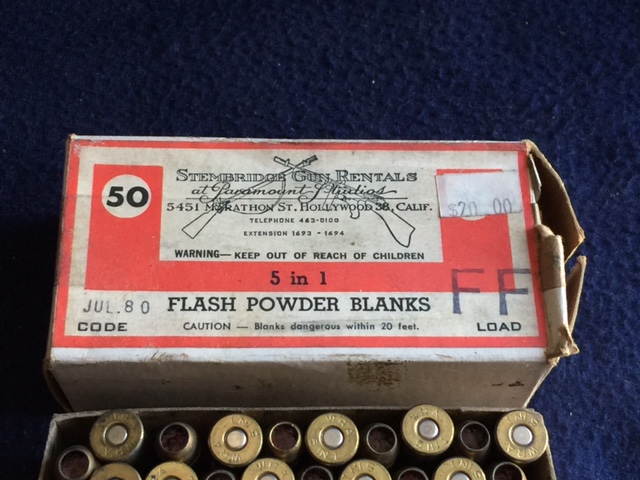 50
STEMBRIDGE GUN RENTALS
at Paramount Studios
5451 MARATHON ST. HOLLYWOOD 38, CALIF.
TELEPHONE 463-0100
EXTENSION 1693 - 1694
$20.00
WARNING— KEEP OUT OF REACH OF CHILDREN
5 in 1
FLASH POWDER BLANKS
JUL.80
CODE
CAUTION — Blanks dangerous within 20 feet.
FF
LOAD